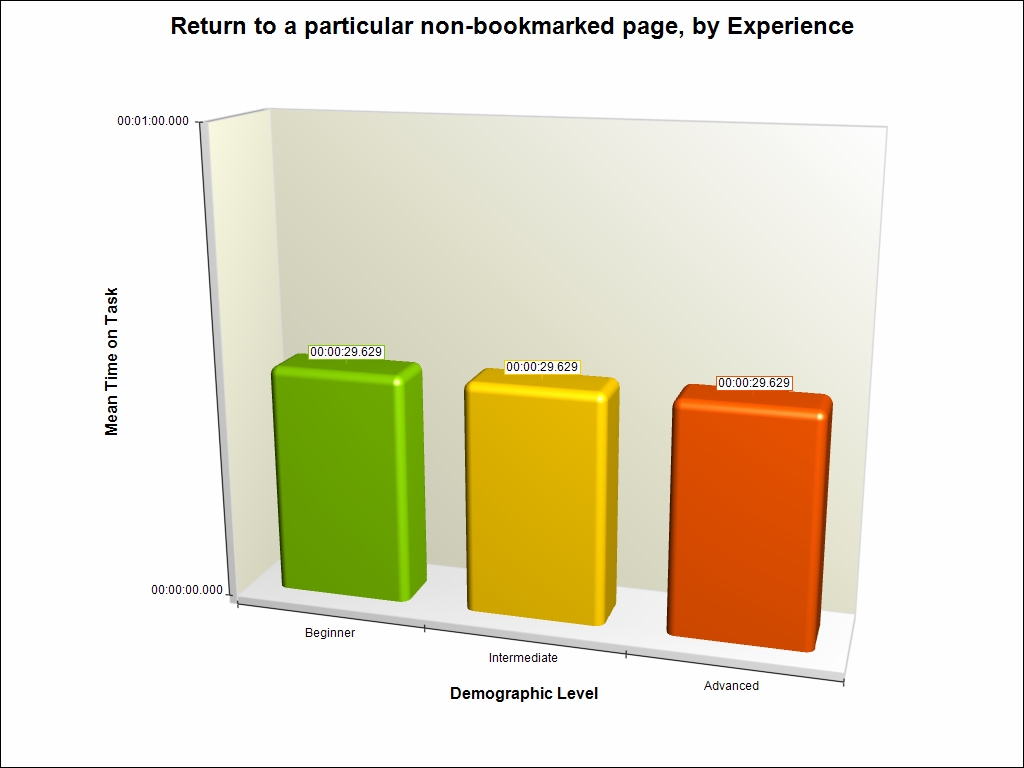 Return to a particular non-bookmarked page, by Experience
00:01:00.000
Mean Time on Task
00:00:29.629
00:00:29.629
00:00:29.629
00:00:00.000
Beginner
Intermediate
Advanced
Demographic Level